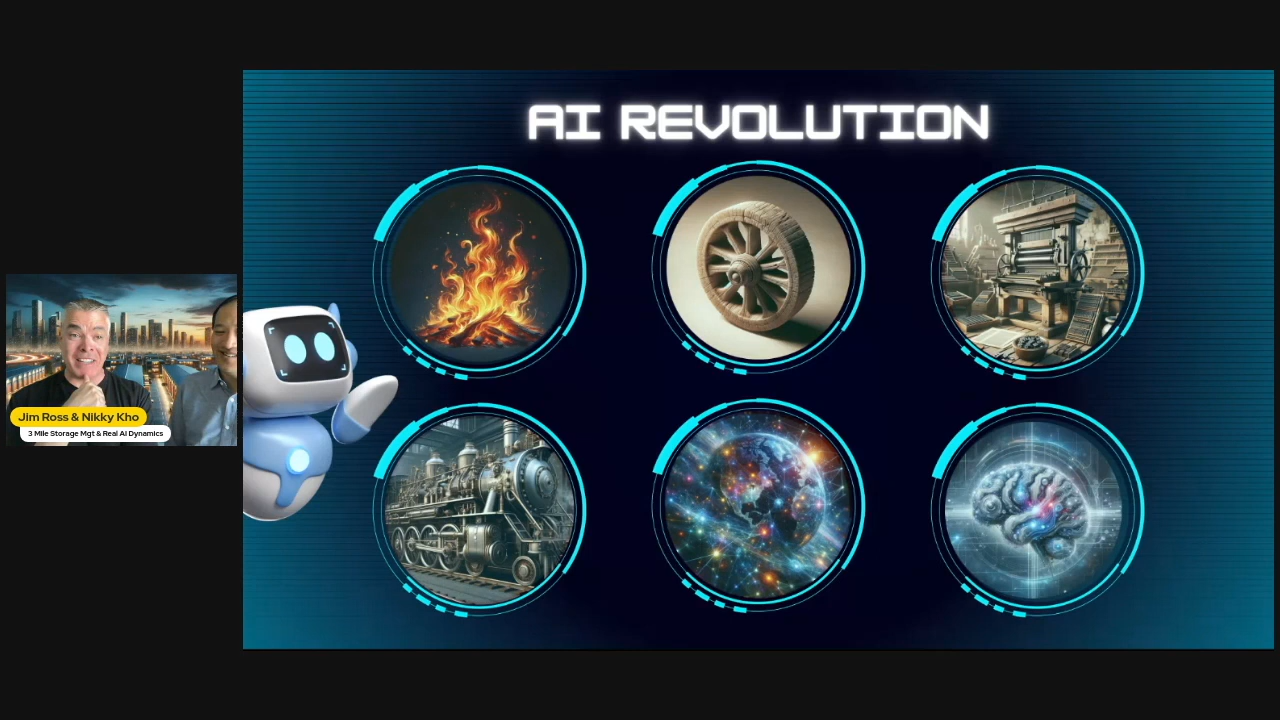 AI REVOLUTION
Jim Ross & Nikky Kho
3 Mile Storage Mgt & Real AI Dynamics